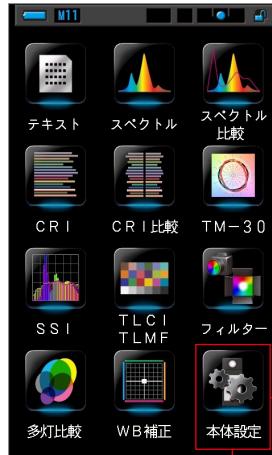 M11
テキスト スペクトル スペクトル
比較
CRI CRI比較 TM-30
SSI TLCI フィルター
TLMF
多灯比較 WB補正 本体設定